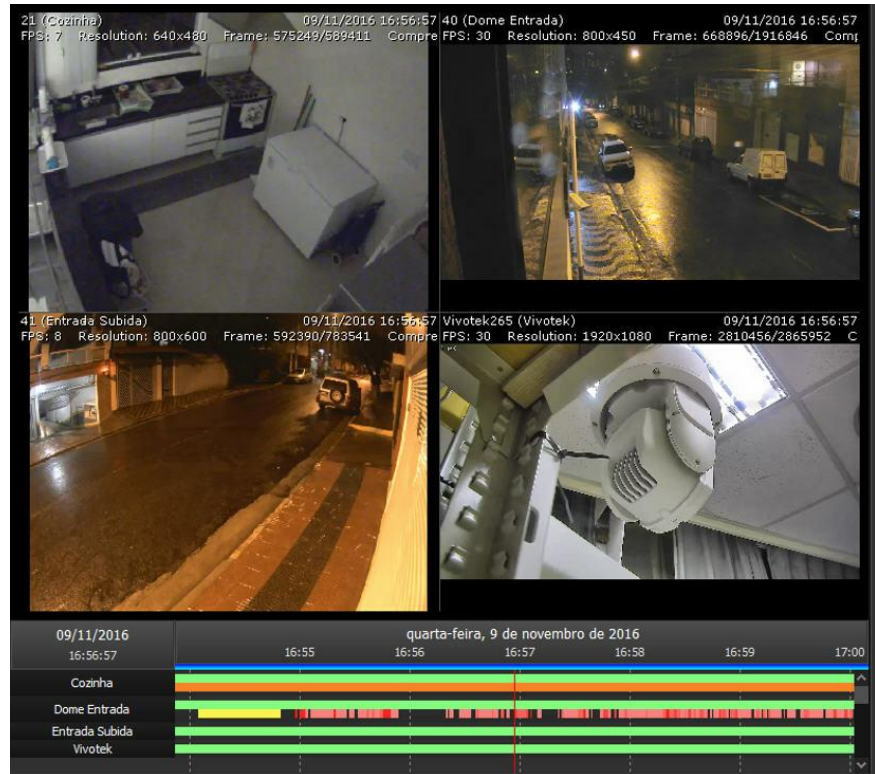 21 (Cozinha) 09/11/2016 16:56:57
FPS: 7 Resolution: 640x480 Frame: 575249/589411 Compre
40 (Dome Entrada) 09/11/2016 16:56:57
FPS: 30 Resolution: 800x450 Frame: 668896/1916846 Comp
41 (Entrada Subida) 09/11/2016 16:56:57
FPS: 8 Resolution: 800x600 Frame: 592390/783541 Compre
Vivotek265 (Vivotek) 09/11/2016 16:56:57
FPS: 30 Resolution: 1920x1080 Frame: 2810456/2865952 C
09/11/2016
16:56:57
quarta-feira, 9 de novembro de 2016
16:55 16:56 16:57 16:58 16:59 17:00
Cozinha
Dome Entrada
Entrada Subida
Vivotek